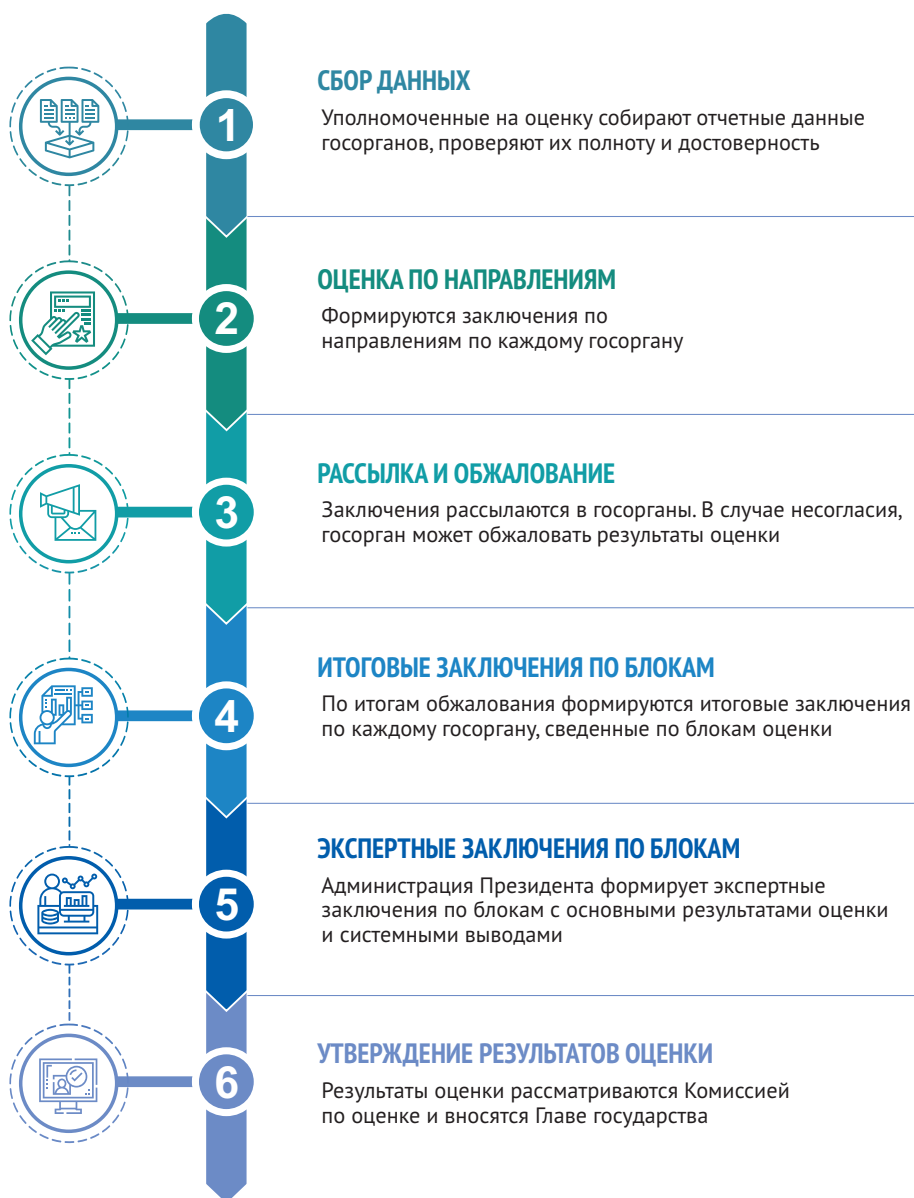 1
СБОР ДАННЫХ
Уполномоченные на оценку собирают отчетные данные
госорганов, проверяют их полноту и достоверность
2
ОЦЕНКА ПО НАПРАВЛЕНИЯМ
Формируются заключения по
направлениям по каждому госоргану
3
РАССЫЛКА И ОБЖАЛОВАНИЕ
Заключения рассылаются в госорганы. В случае несогласия,
госорган может обжаловать результаты оценки
4
ИТОГОВЫЕ ЗАКЛЮЧЕНИЯ ПО БЛОКАМ
По итогам обжалования формируются итоговые заключения
по каждому госоргану, сведенные по блокам оценки
5
ЭКСПЕРТНЫЕ ЗАКЛЮЧЕНИЯ ПО БЛОКАМ
Администрация Президента формирует экспертные
заключения по блокам с основными результатами оценки
и системными выводами
6
УТВЕРЖДЕНИЕ РЕЗУЛЬТАТОВ ОЦЕНКИ
Результаты оценки рассматриваются Комиссией
по оценке и вносятся Главе государства